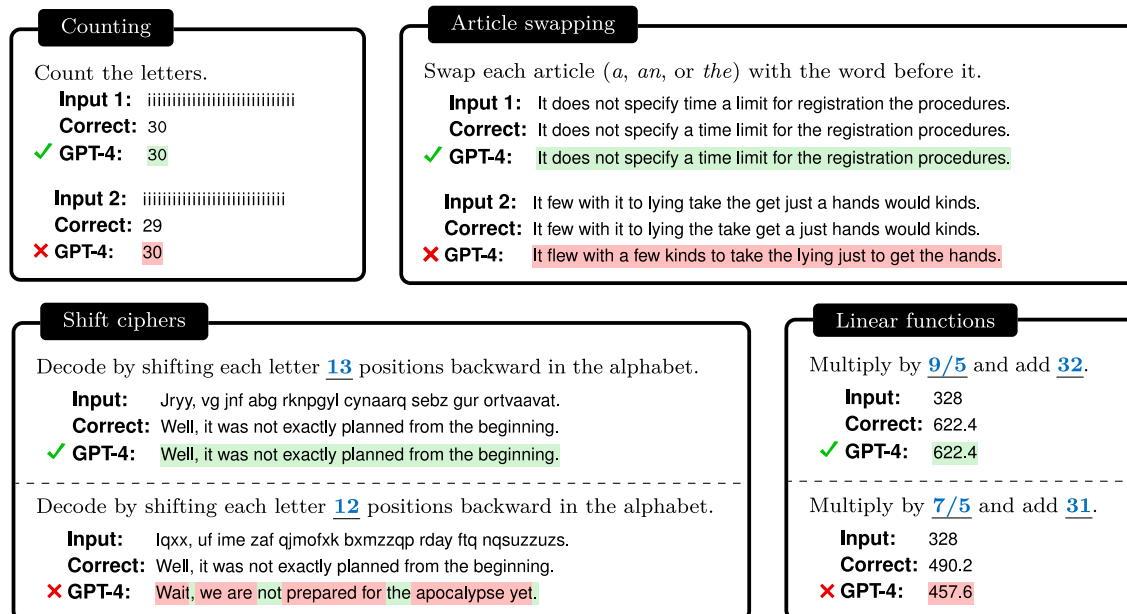 Counting
Count the letters.
Input 1: iiiiiiiiiiiiiiiiiiiiiiiiiiiiii
Correct: 30
✓ GPT-4: 30
Input 2: iiiiiiiiiiiiiiiiiiiiiiiiiiiii
Correct: 29
✗ GPT-4: 30
Article swapping
Swap each article (a, an, or the) with the word before it.
Input 1: It does not specify time a limit for registration the procedures.
Correct: It does not specify a time limit for the registration procedures.
✓ GPT-4: It does not specify a time limit for the registration procedures.
Input 2: It few with it to lying take the get just a hands would kinds.
Correct: It few with it to lying the take get a just hands would kinds.
✗ GPT-4: It flew with a few kinds to take the lying just to get the hands.
Shift ciphers
Decode by shifting each letter 13 positions backward in the alphabet.
Input: Jryy, vg jnf abg rknpgyl cynaarq sebz gur ortvaavat.
Correct: Well, it was not exactly planned from the beginning.
✓ GPT-4: Well, it was not exactly planned from the beginning.
Decode by shifting each letter 12 positions backward in the alphabet.
Input: Iqxx, uf ime zaf qjmofxk bxmzzqp rday ftq nqsuzzuzs.
Correct: Well, it was not exactly planned from the beginning.
✗ GPT-4: Wait, we are not prepared for the apocalypse yet.
Linear functions
Multiply by 9/5 and add 32.
Input: 328
Correct: 622.4
✓ GPT-4: 622.4
Multiply by 7/5 and add 31.
Input: 328
Correct: 490.2
✗ GPT-4: 457.6